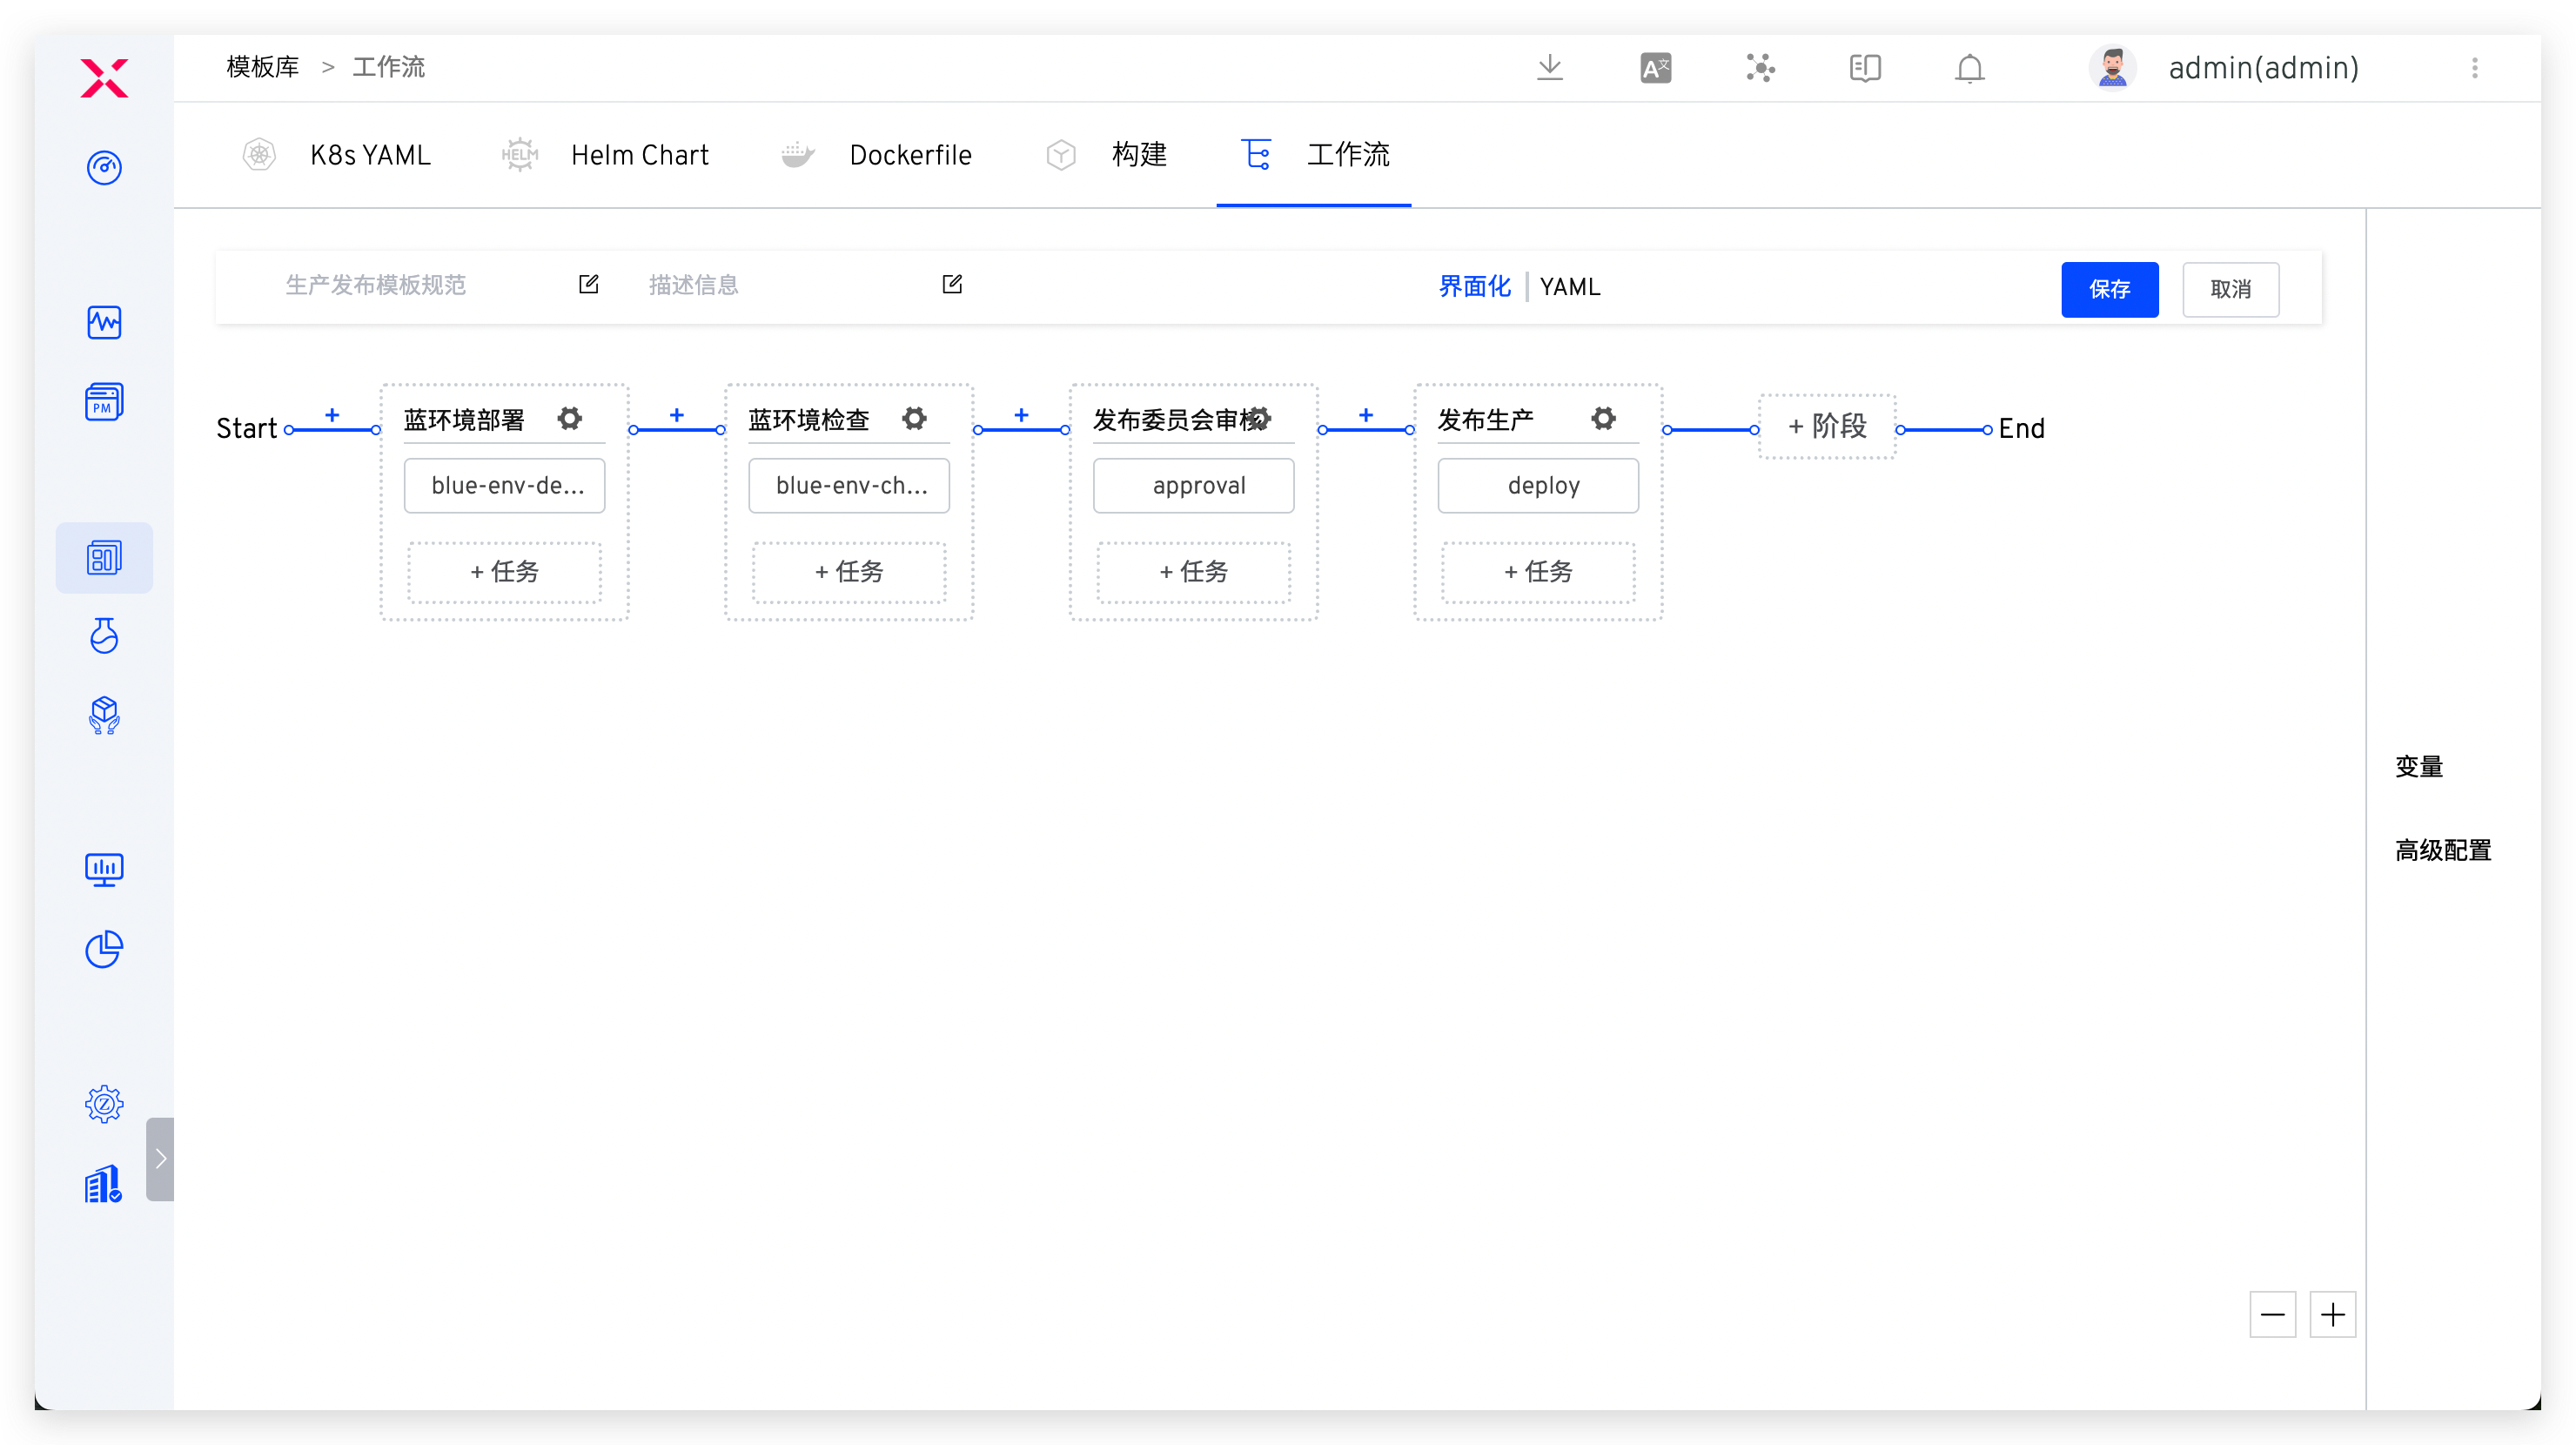 模板库 > 工作流
A文
admin(admin)
K8s YAML
HELM
Helm Chart
Dockerfile
构建
工作流
PM
生产发布模板规范
描述信息
界面化 | YAML
保存
取消
Start
+
蓝环境部署
blue-env-de...
+ 任务
+
蓝环境检查
blue-env-ch...
+ 任务
+
发布委员会审核
approval
+ 任务
+
发布生产
deploy
+ 任务
+ 阶段
End
变量
高级配置
Z